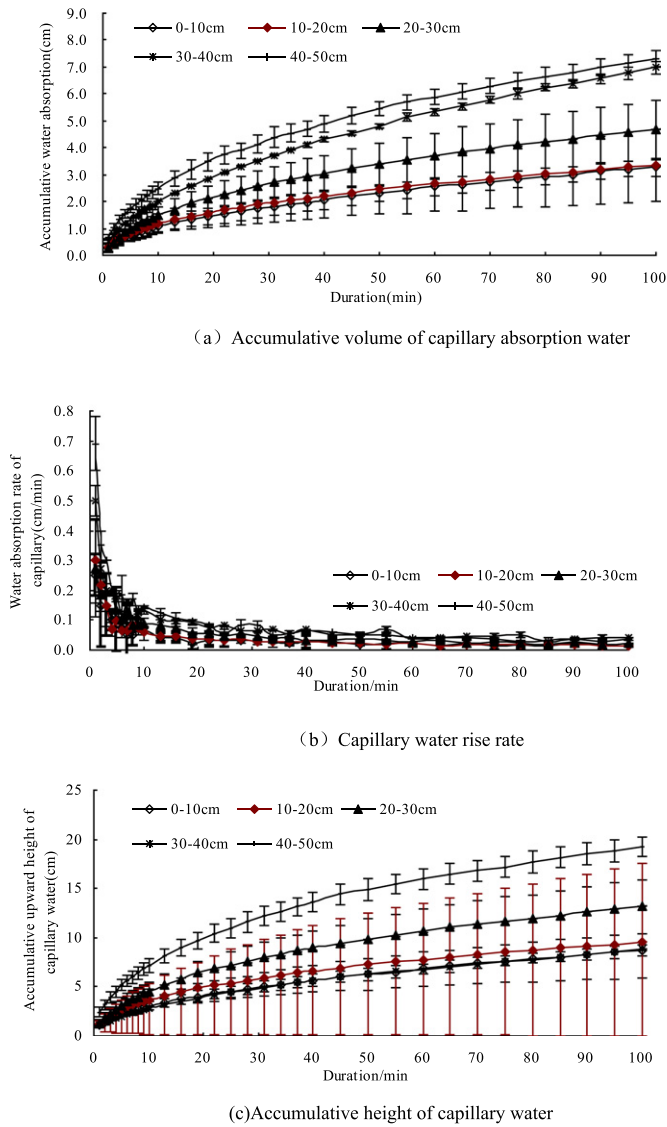 9.0
8.0
7.0
6.0
5.0
4.0
3.0
2.0
1.0
0.0
Accumulative water absorption(cm)
0-10cm 10-20cm 20-30cm
30-40cm 40-50cm
0 10 20 30 40 50 60 70 80 90 100
Duration(min)
（a）Accumulative volume of capillary absorption water
0.8
0.7
0.6
0.5
0.4
0.3
0.2
0.1
0.0
Water absorption rate of
capillary(cm/min)
0-10cm 10-20cm 20-30cm
30-40cm 40-50cm
0 10 20 30 40 50 60 70 80 90 100
Duration/min
（b）Capillary water rise rate
25
20
15
10
5
0
Accumulative upward height of
capillary water(cm)
0-10cm 10-20cm 20-30cm
30-40cm 40-50cm
0 10 20 30 40 50 60 70 80 90 100
Duration/min
(c)Accumulative height of capillary water